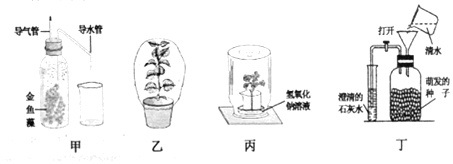 导气管
导水管
金鱼藻
甲
乙
氢氧化
钠溶液
丙
打开
清水
萌发的
种 子
澄清的
石灰水
丁